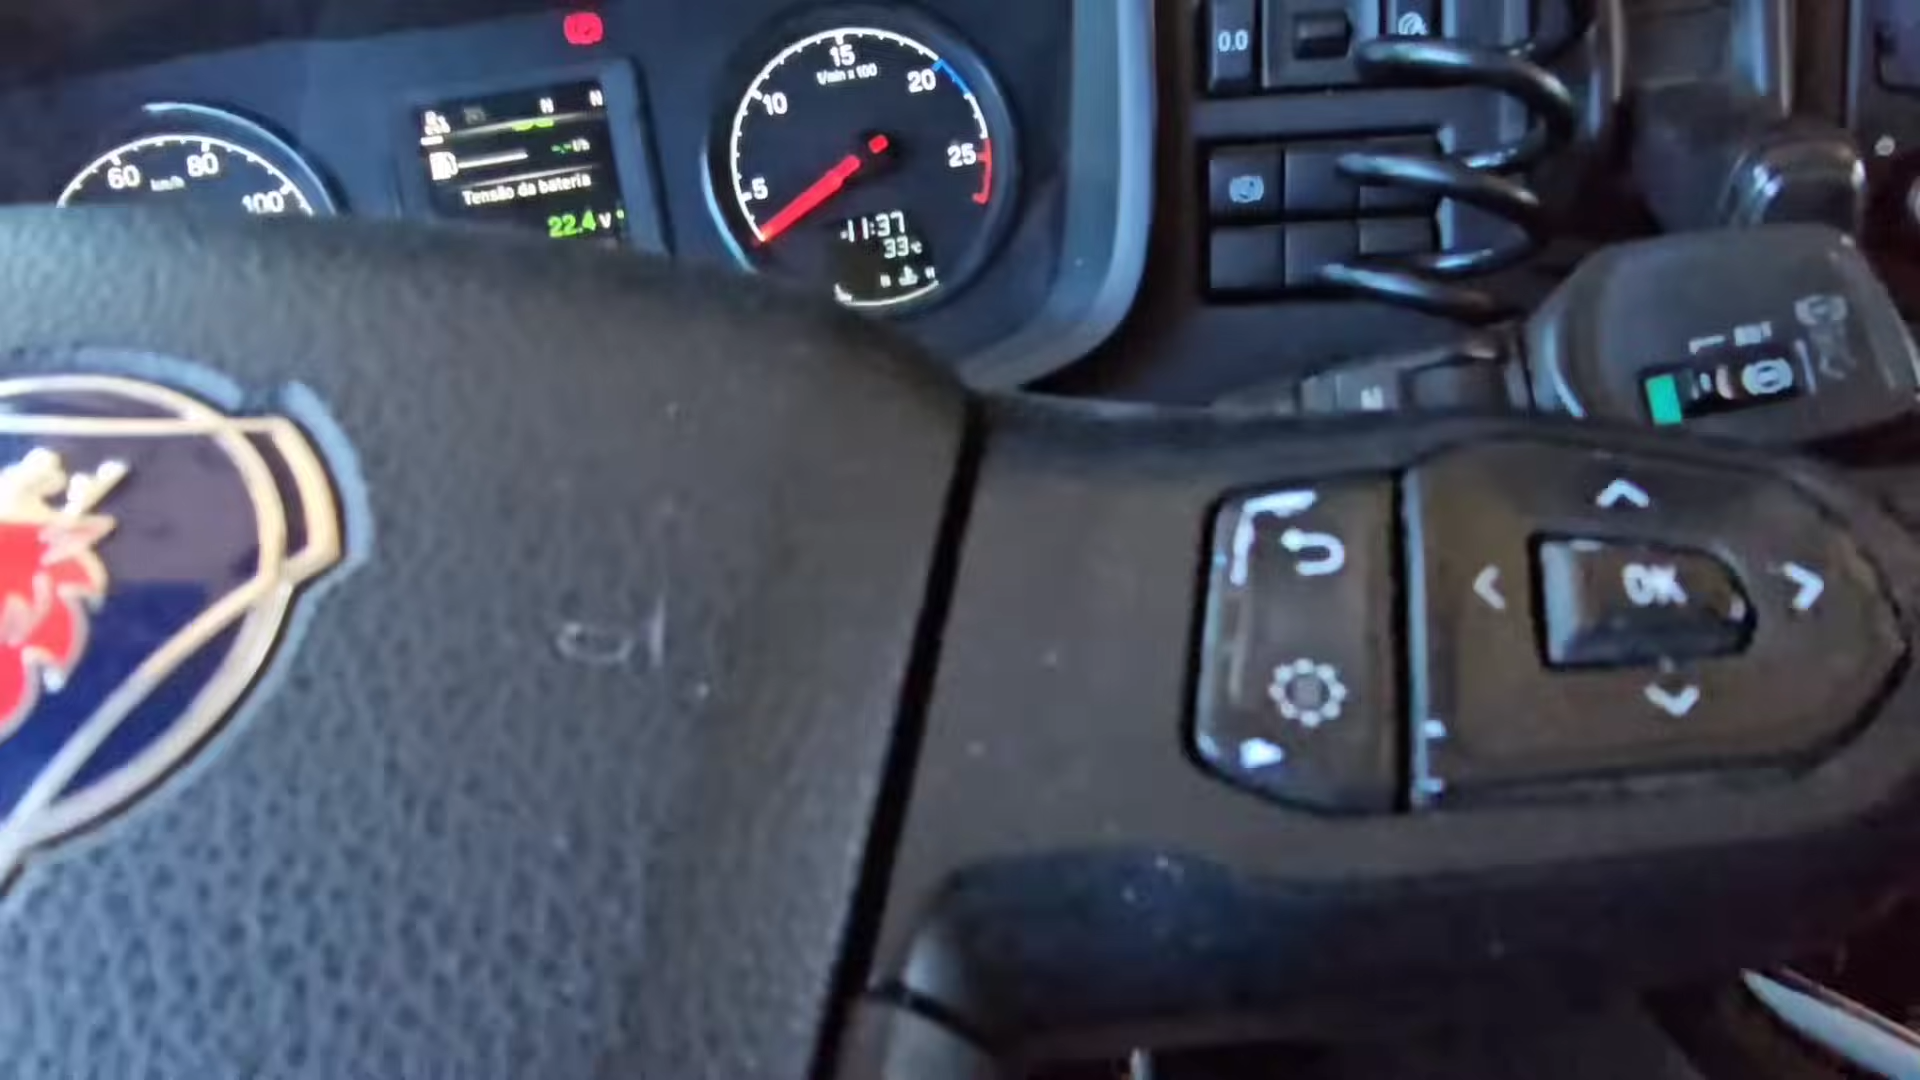 15
t/min x 100
10
20
5
25
60
80
100
km/h
N N
-.-l/h
Tensão da bateria
22.4 V
11:37
33°C
0.0
OK